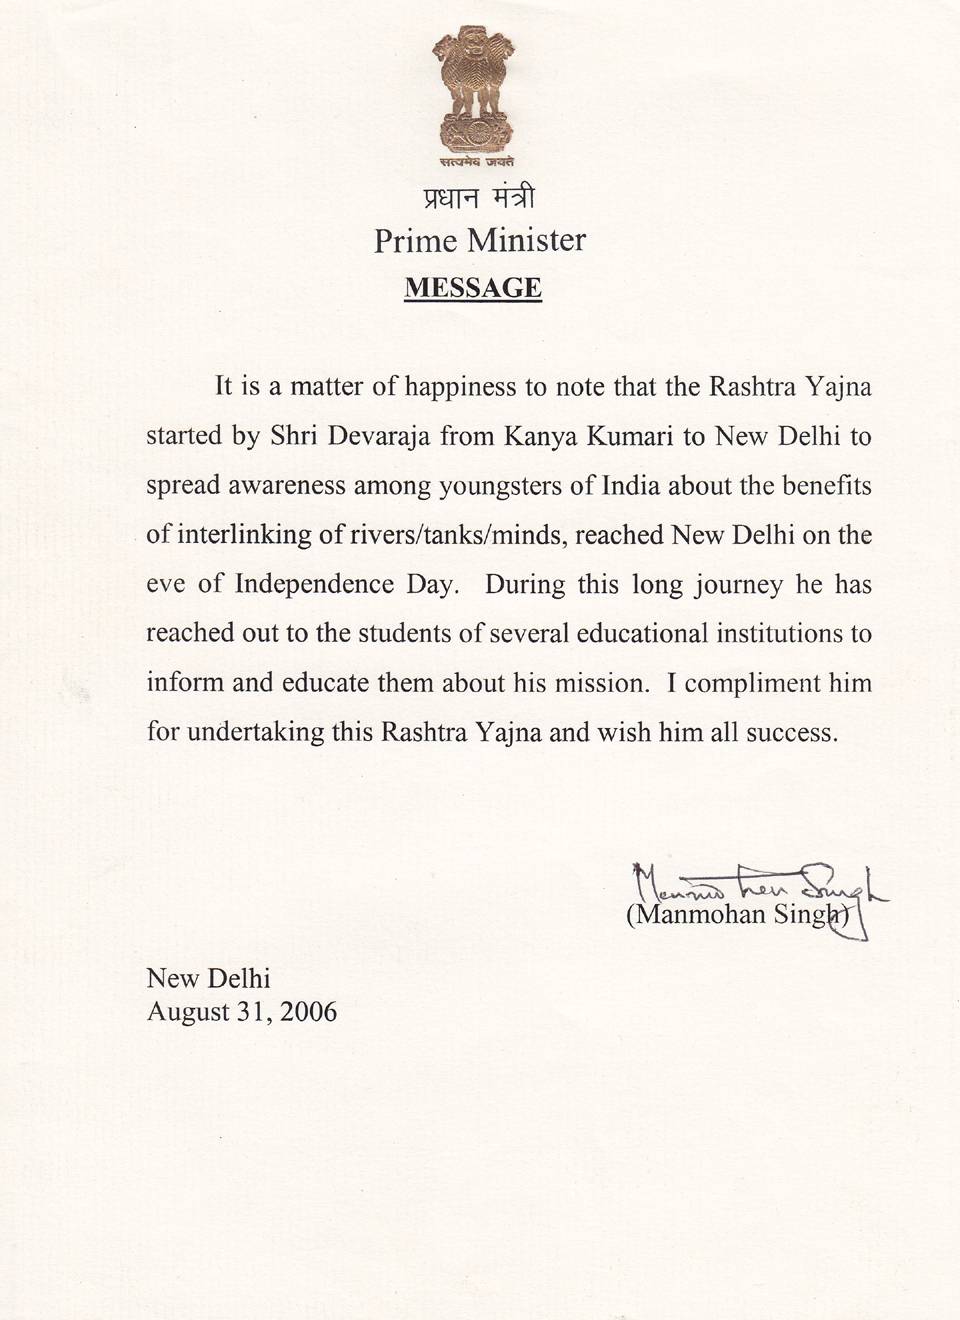 सत्यमेव जयते
प्रधान मंत्री
Prime Minister
MESSAGE
It is a matter of happiness to note that the Rashtra Yajna
started by Shri Devaraja from Kanya Kumari to New Delhi to
spread awareness among youngsters of India about the benefits
of interlinking of rivers/tanks/minds, reached New Delhi on the
eve of Independence Day. During this long journey he has
reached out to the students of several educational institutions to
inform and educate them about his mission. I compliment him
for undertaking this Rashtra Yajna and wish him all success.
Manmohan Singh
(Manmohan Singh)
New Delhi
August 31, 2006